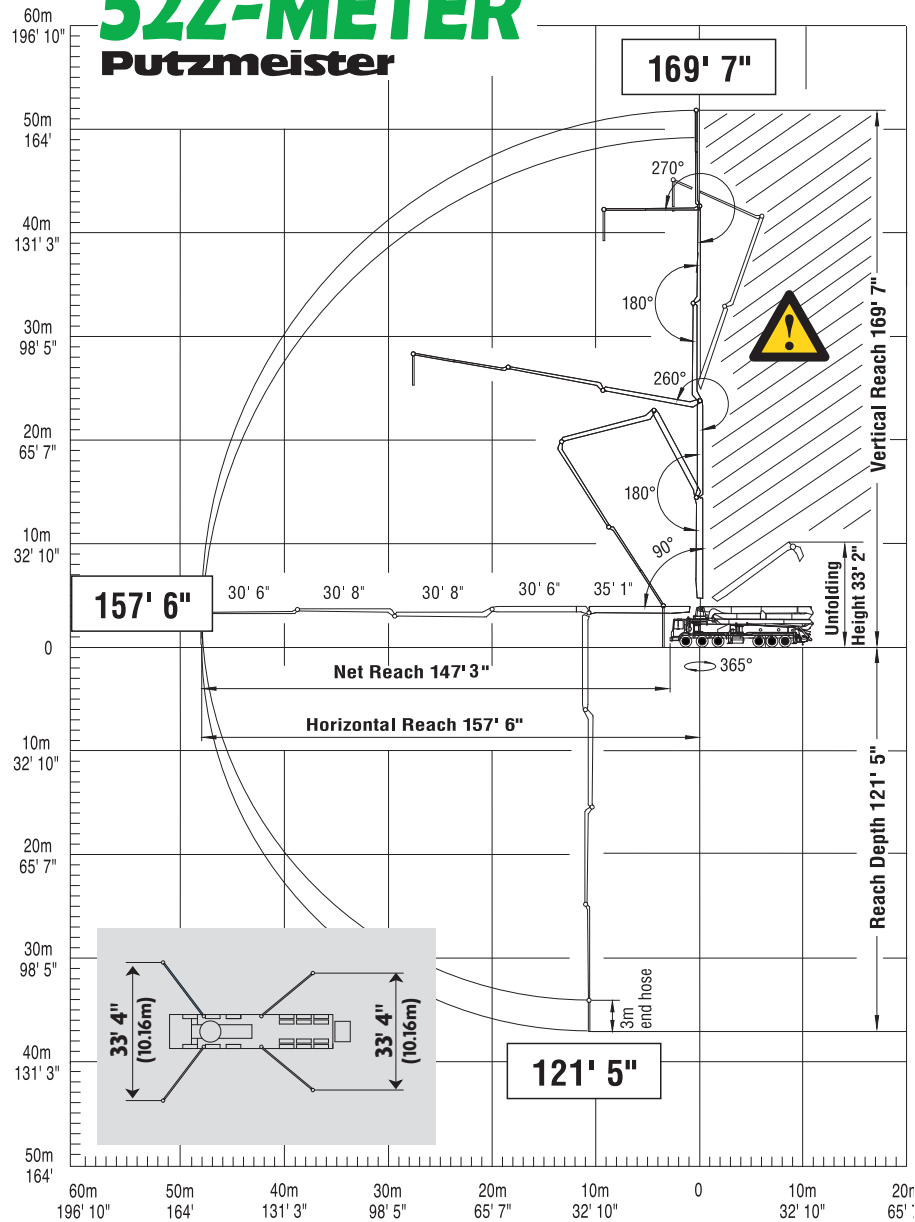 52Z-METER
Putzmeister
60m
196' 10"
50m
164'
40m
131' 3"
30m
98' 5"
20m
65' 7"
10m
32' 10"
0
10m
32' 10"
20m
65' 7"
30m
98' 5"
40m
131' 3"
50m
164'
169' 7"
270°
180°
260°
180°
90°
Vertical Reach 169' 7"
Unfolding
Height 33' 2"
157' 6"
30' 6"
30' 8"
30' 8"
30' 6"
35' 1"
365°
Net Reach 147' 3"
Horizontal Reach 157' 6"
Reach Depth 121' 5"
3m
end hose
121' 5"
33' 4"
(10.16m)
33' 4"
(10.16m)
60m
196' 10"
50m
164'
40m
131' 3"
30m
98' 5"
20m
65' 7"
10m
32' 10"
0
10m
32' 10"
20m
65' 7